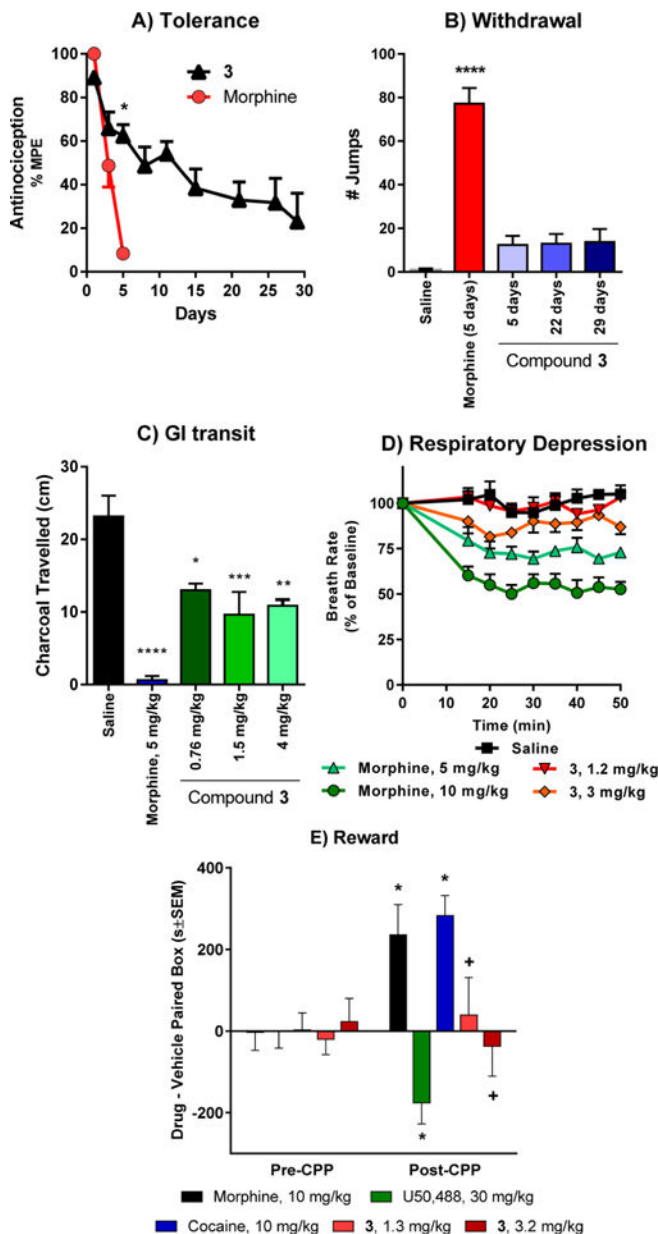 A) Tolerance
100
80
60
40
20
0
Antinociception
% MPE
*
3
Morphine
0 5 10 15 20 25 30
Days
B) Withdrawal
100
80
60
40
20
0
# Jumps
****
Saline
Morphine (5 days)
5 days
22 days
29 days
Compound 3
C) GI transit
30
20
10
0
Charcoal Travelled (cm)
****
*
***
**
Saline
Morphine, 5 mg/kg
0.76 mg/kg
1.5 mg/kg
4 mg/kg
Compound 3
D) Respiratory Depression
100
75
50
25
0
Breath Rate
(% of Baseline)
0 10 20 30 40 50
Time (min)
Saline
Morphine, 5 mg/kg 3, 1.2 mg/kg
Morphine, 10 mg/kg 3, 3 mg/kg
E) Reward
400
200
0
-200
Drug - Vehicle Paired Box (s±SEM)
* * + * +
Pre-CPP Post-CPP
Morphine, 10 mg/kg U50,488, 30 mg/kg
Cocaine, 10 mg/kg 3, 1.3 mg/kg 3, 3.2 mg/kg